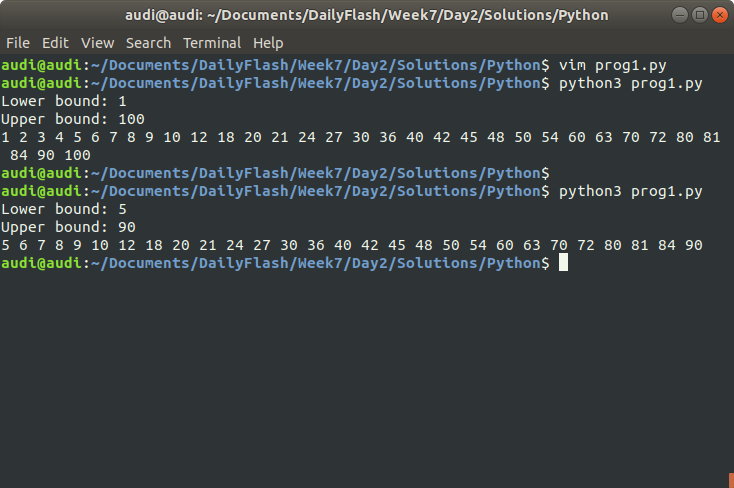 audi@audi: ~/Documents/DailyFlash/Week7/Day2/Solutions/Python
File Edit View Search Terminal Help
audi@audi:~/Documents/DailyFlash/Week7/Day2/Solutions/Python$ vim prog1.py
audi@audi:~/Documents/DailyFlash/Week7/Day2/Solutions/Python$ python3 prog1.py
Lower bound: 1
Upper bound: 100
1 2 3 4 5 6 7 8 9 10 12 18 20 21 24 27 30 36 40 42 45 48 50 54 60 63 70 72 80 81
84 90 100
audi@audi:~/Documents/DailyFlash/Week7/Day2/Solutions/Python$
audi@audi:~/Documents/DailyFlash/Week7/Day2/Solutions/Python$ python3 prog1.py
Lower bound: 5
Upper bound: 90
5 6 7 8 9 10 12 18 20 21 24 27 30 36 40 42 45 48 50 54 60 63 70 72 80 81 84 90
audi@audi:~/Documents/DailyFlash/Week7/Day2/Solutions/Python$